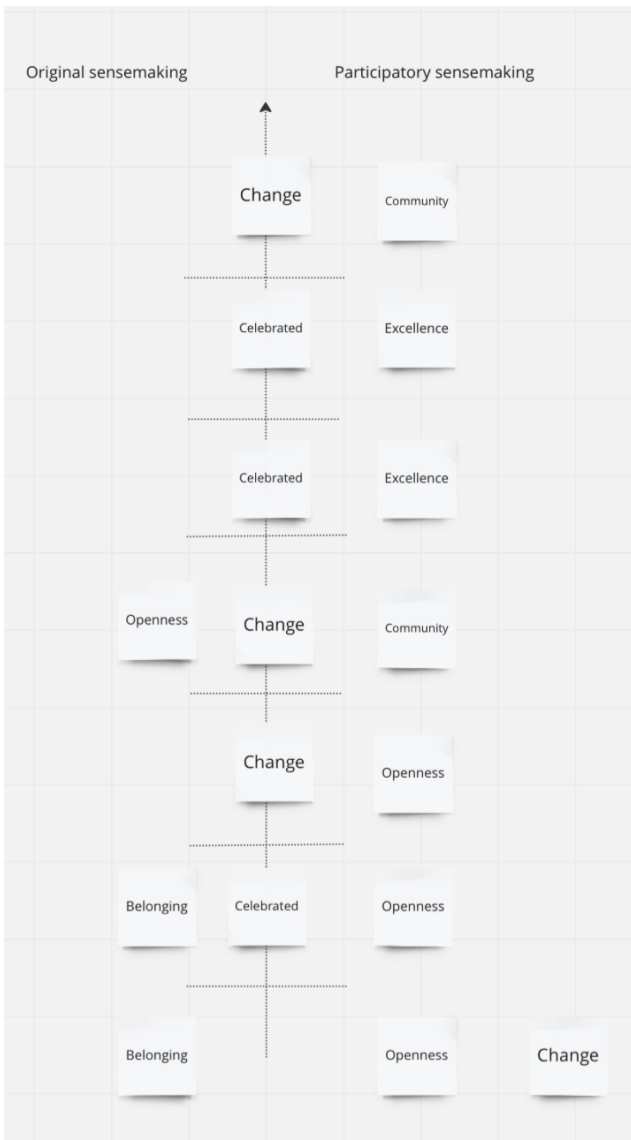 Original sensemaking
Participatory sensemaking
Change
Community
Celebrated
Excellence
Celebrated
Excellence
Openness
Change
Community
Change
Openness
Belonging
Celebrated
Openness
Belonging
Openness
Change